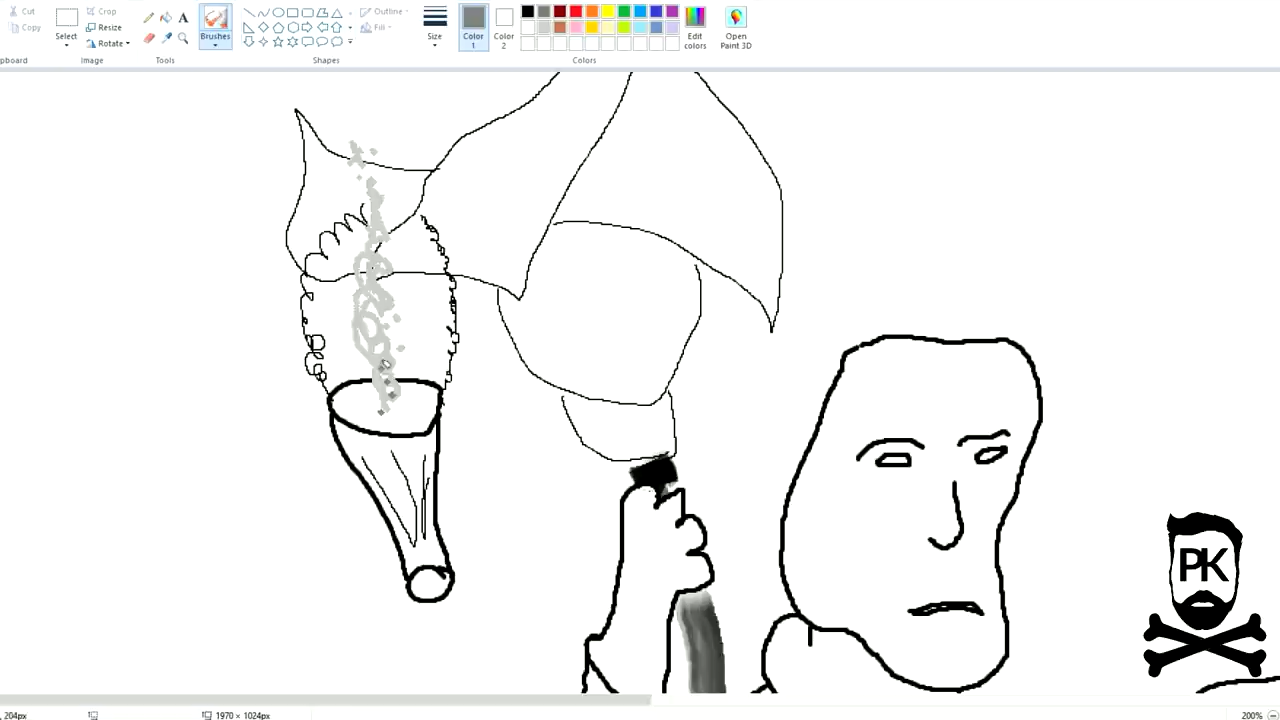 Cut
Copy
pboard
Select
Crop
Resize
Rotate
Image
A
Tools
Brushes
Shapes
Outline
Fill
Size
Color 1
Color 2
Colors
Edit colors
Open Paint 3D
PK
, 204px
1970 × 1024px
200%